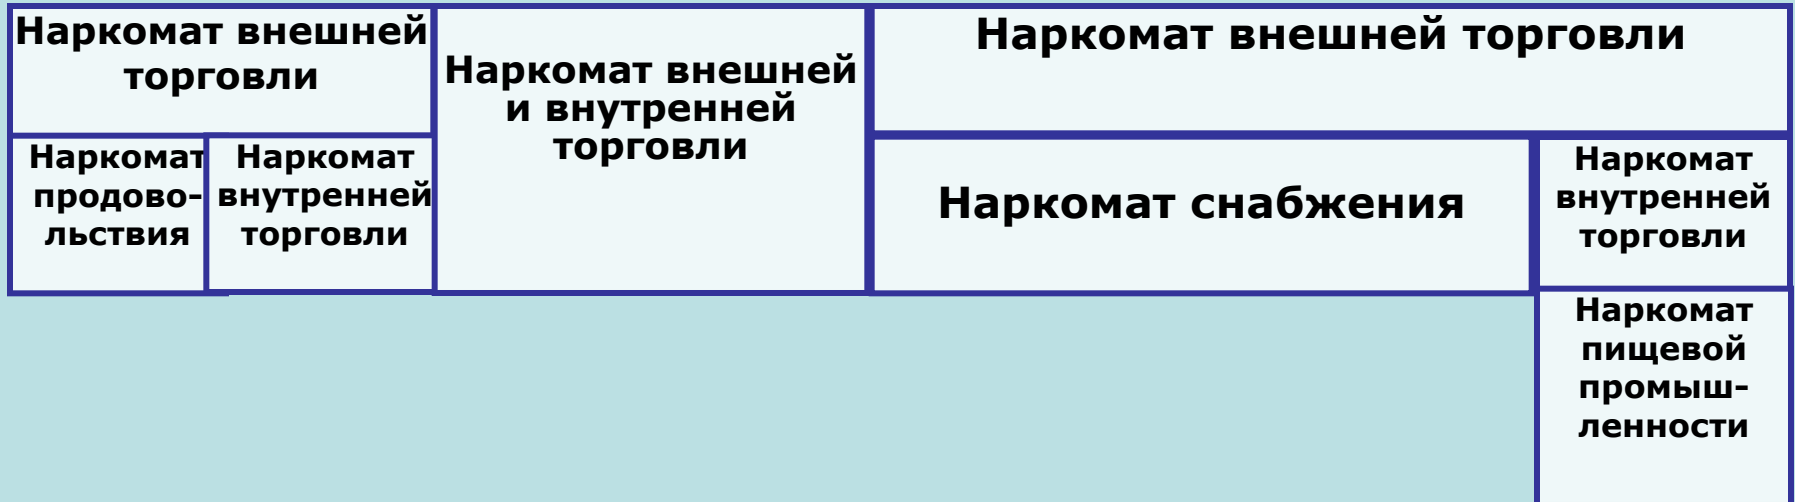 Наркомат внешней
торговли
Наркомат
продово-
льствия
Наркомат
внутренней
торговли
Наркомат внешней
и внутренней
торговли
Наркомат внешней торговли
Наркомат снабжения
Наркомат
внутренней
торговли
Наркомат
пищевой
промыш-
ленности